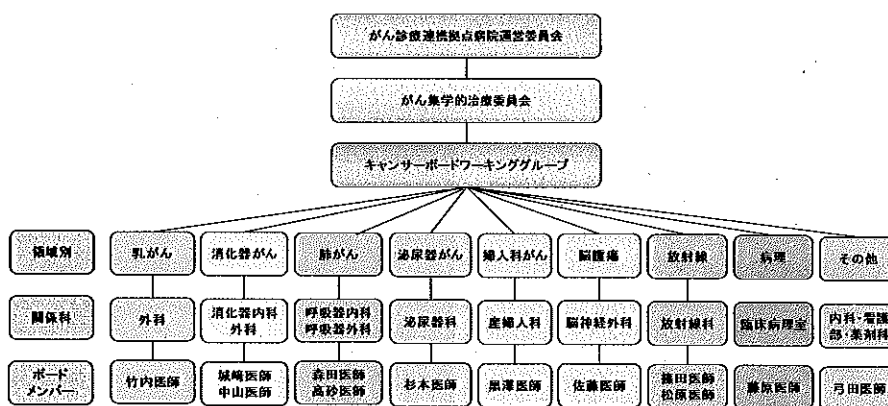 がん診療連携拠点病院運営委員会
がん集学的治療委員会
キャンサーボードワーキンググループ
領域別
乳がん
消化器がん
肺がん
泌尿器がん
婦人科がん
脳腫瘍
放射線
病理
その他
関係科
外科
消化器内科
外科
呼吸器内科
呼吸器外科
泌尿器科
産婦人科
脳神経外科
放射線科
臨床病理室
内科・看護
部・薬剤科
ボード
メンバー
竹内医師
城﨑医師
中山医師
森田医師
高砂医師
杉本医師
黒澤医師
佐藤医師
松原医師
藤原医師
弓田医師